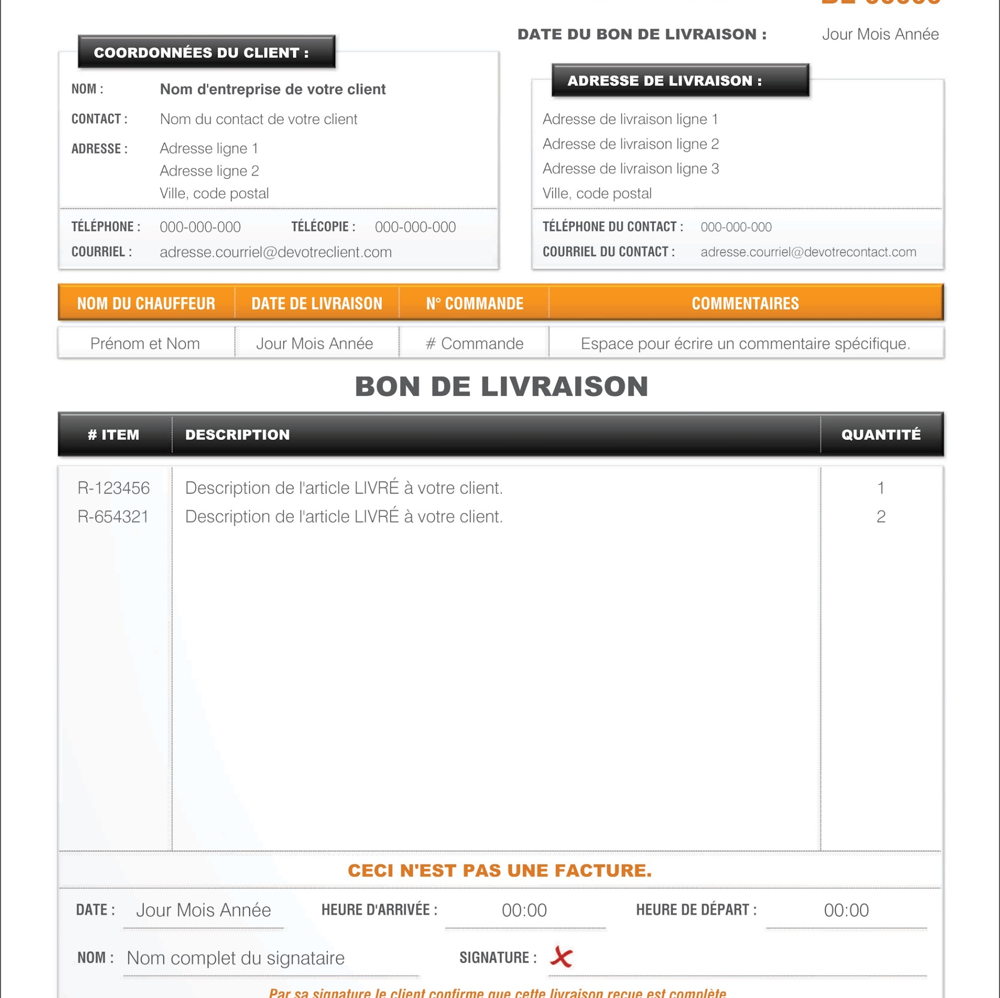 DATE DU BON DE LIVRAISON : Jour Mois Année
COORDONNÉES DU CLIENT :
NOM : Nom d'entreprise de votre client
CONTACT : Nom du contact de votre client
ADRESSE : Adresse ligne 1
Adresse ligne 2
Ville, code postal
TÉLÉPHONE : 000-000-000 TÉLÉCOPIE : 000-000-000
COURRIEL : adresse.courriel@devotreclient.com
ADRESSE DE LIVRAISON :
Adresse de livraison ligne 1
Adresse de livraison ligne 2
Adresse de livraison ligne 3
Ville, code postal
TÉLÉPHONE DU CONTACT : 000-000-000
COURRIEL DU CONTACT : adresse.courriel@devotrecontact.com
NOM DU CHAUFFEUR DATE DE LIVRAISON N° COMMANDE COMMENTAIRES
Prénom et Nom Jour Mois Année # Commande Espace pour écrire un commentaire spécifique.
BON DE LIVRAISON
# ITEM DESCRIPTION QUANTITÉ
R-123456 Description de l'article LIVRÉ à votre client. 1
R-654321 Description de l'article LIVRÉ à votre client. 2
CECI N'EST PAS UNE FACTURE.
DATE : Jour Mois Année HEURE D'ARRIVÉE : 00:00 HEURE DE DÉPART : 00:00
NOM : Nom complet du signataire SIGNATURE :
Par sa signature le client confirme que cette livraison reçue est complète